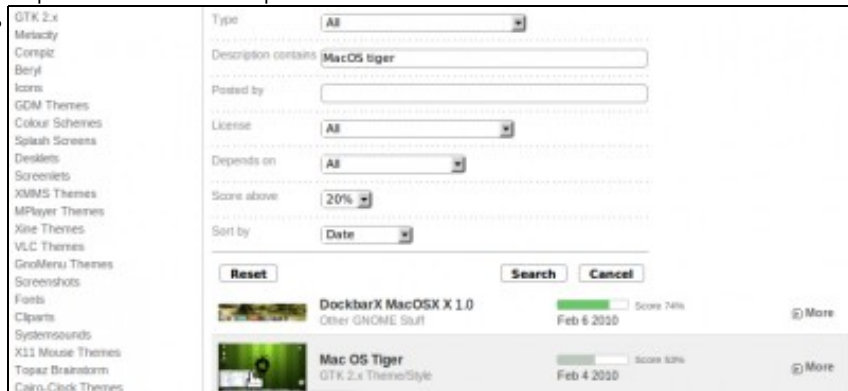 GTK 2.x
Metacity
Compiz
Beryl
Icons
GDM Themes
Colour Schemes
Splash Screens
Desklets
Screenlets
XMMS Themes
MPlayer Themes
Xine Themes
VLC Themes
GnoMenu Themes
Screenshots
Fonts
Cliparts
Systemsounds
X11 Mouse Themes
Topaz Brainstorm
Cairo-Clock Themes
Type All
Description contains MacOS tiger
Posted by
License All
Depends on All
Score above 20%
Sort by Date
Reset Search Cancel
DockbarX MacOSX X 1.0 Score 74% More
Other GNOME Stuff Feb 6 2010
Mac OS Tiger Score 53% More
GTK 2.x Theme/Style Feb 4 2010